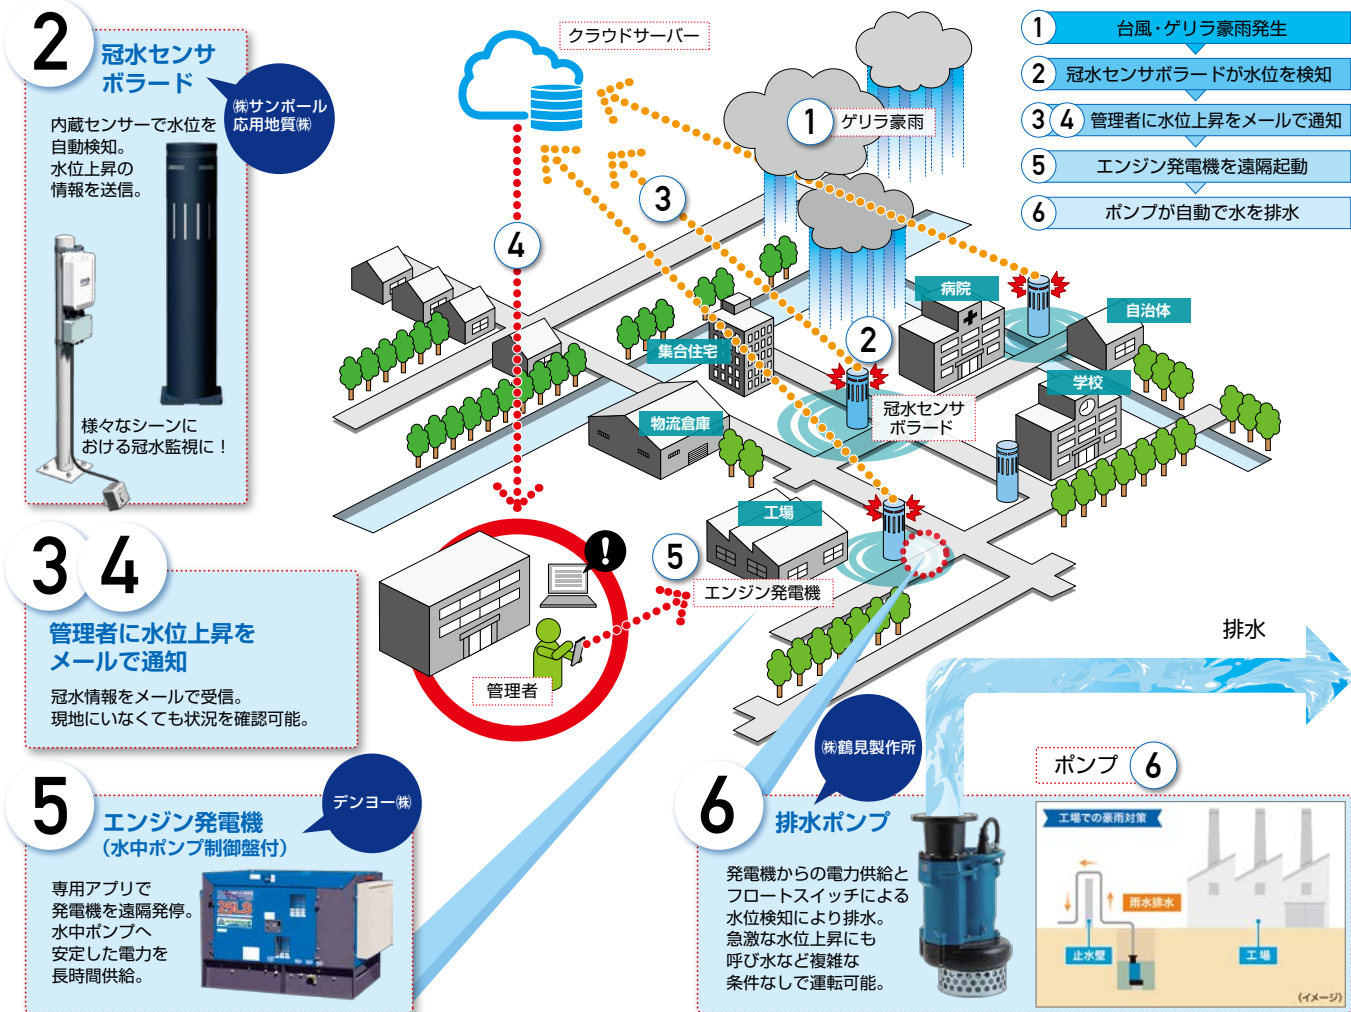 2
冠水センサ
ボラード
㈱サンポール
応用地質㈱
内蔵センサーで水位を
自動検知。
水位上昇の
情報を送信。
様々なシーンに
おける冠水監視に！
クラウドサーバー
1
ゲリラ豪雨
3
4
2
冠水センサ
ボラード
病院
自治体
集合住宅
学校
物流倉庫
工場
5
エンジン発電機
管理者
1 台風・ゲリラ豪雨発生
2 冠水センサボラードが水位を検知
3 4 管理者に水位上昇をメールで通知
5 エンジン発電機を遠隔起動
6 ポンプが自動で水を排水
3 4
管理者に水位上昇を
メールで通知
冠水情報をメールで受信。
現地にいなくても状況を確認可能。
5
エンジン発電機
（水中ポンプ制御盤付）
デンヨー㈱
専用アプリで
発電機を遠隔発停。
水中ポンプへ
安定した電力を
長時間供給。
6
排水ポンプ
㈱鶴見製作所
発電機からの電力供給と
フロートスイッチによる
水位検知により排水。
急激な水位上昇にも
呼び水など複雑な
条件なしで運転可能。
排水
ポンプ 6
工場での豪雨対策
雨水排水
止水壁
工場
（イメージ）